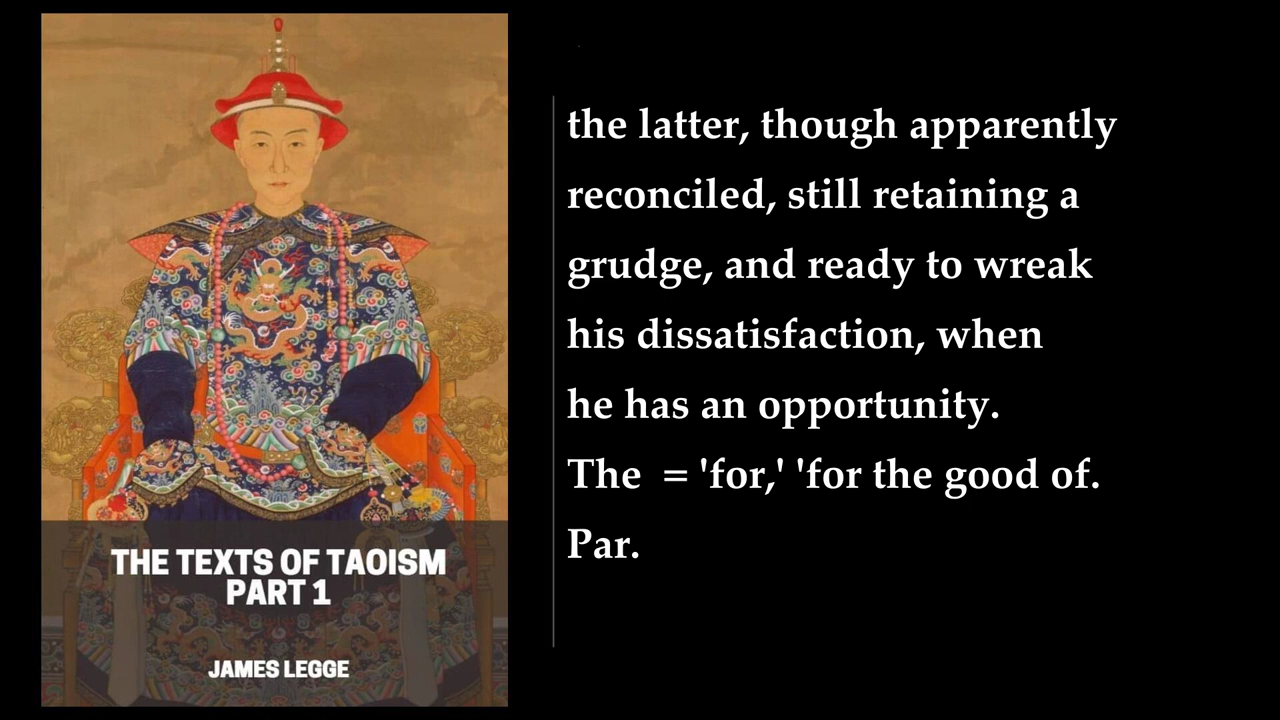 THE TEXTS OF TAOISM
PART 1
JAMES LEGGE
the latter, though apparently
reconciled, still retaining a
grudge, and ready to wreak
his dissatisfaction, when
he has an opportunity.
The  = 'for,' 'for the good of.
Par.